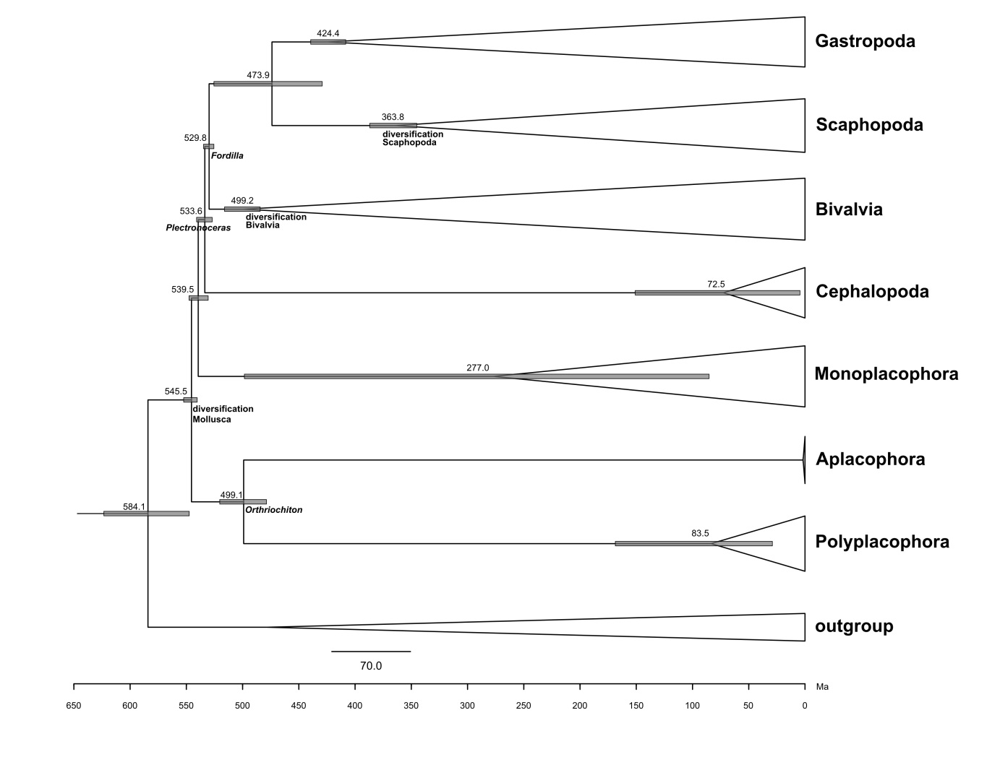 424.4
Gastropoda
473.9
363.8
Scaphopoda
diversification
Scaphopoda
529.8
Fordilla
499.2
533.6
Bivalvia
diversification
Bivalvia
Plectronoceras
72.5
539.5
Cephalopoda
277.0
Monoplacophora
545.5
diversification
Mollusca
Aplacophora
499.1
584.1
Orthriochiton
83.5
Polyplacophora
outgroup
70.0
Ma
650 600 550 500 450 400 350 300 250 200 150 100 50 0